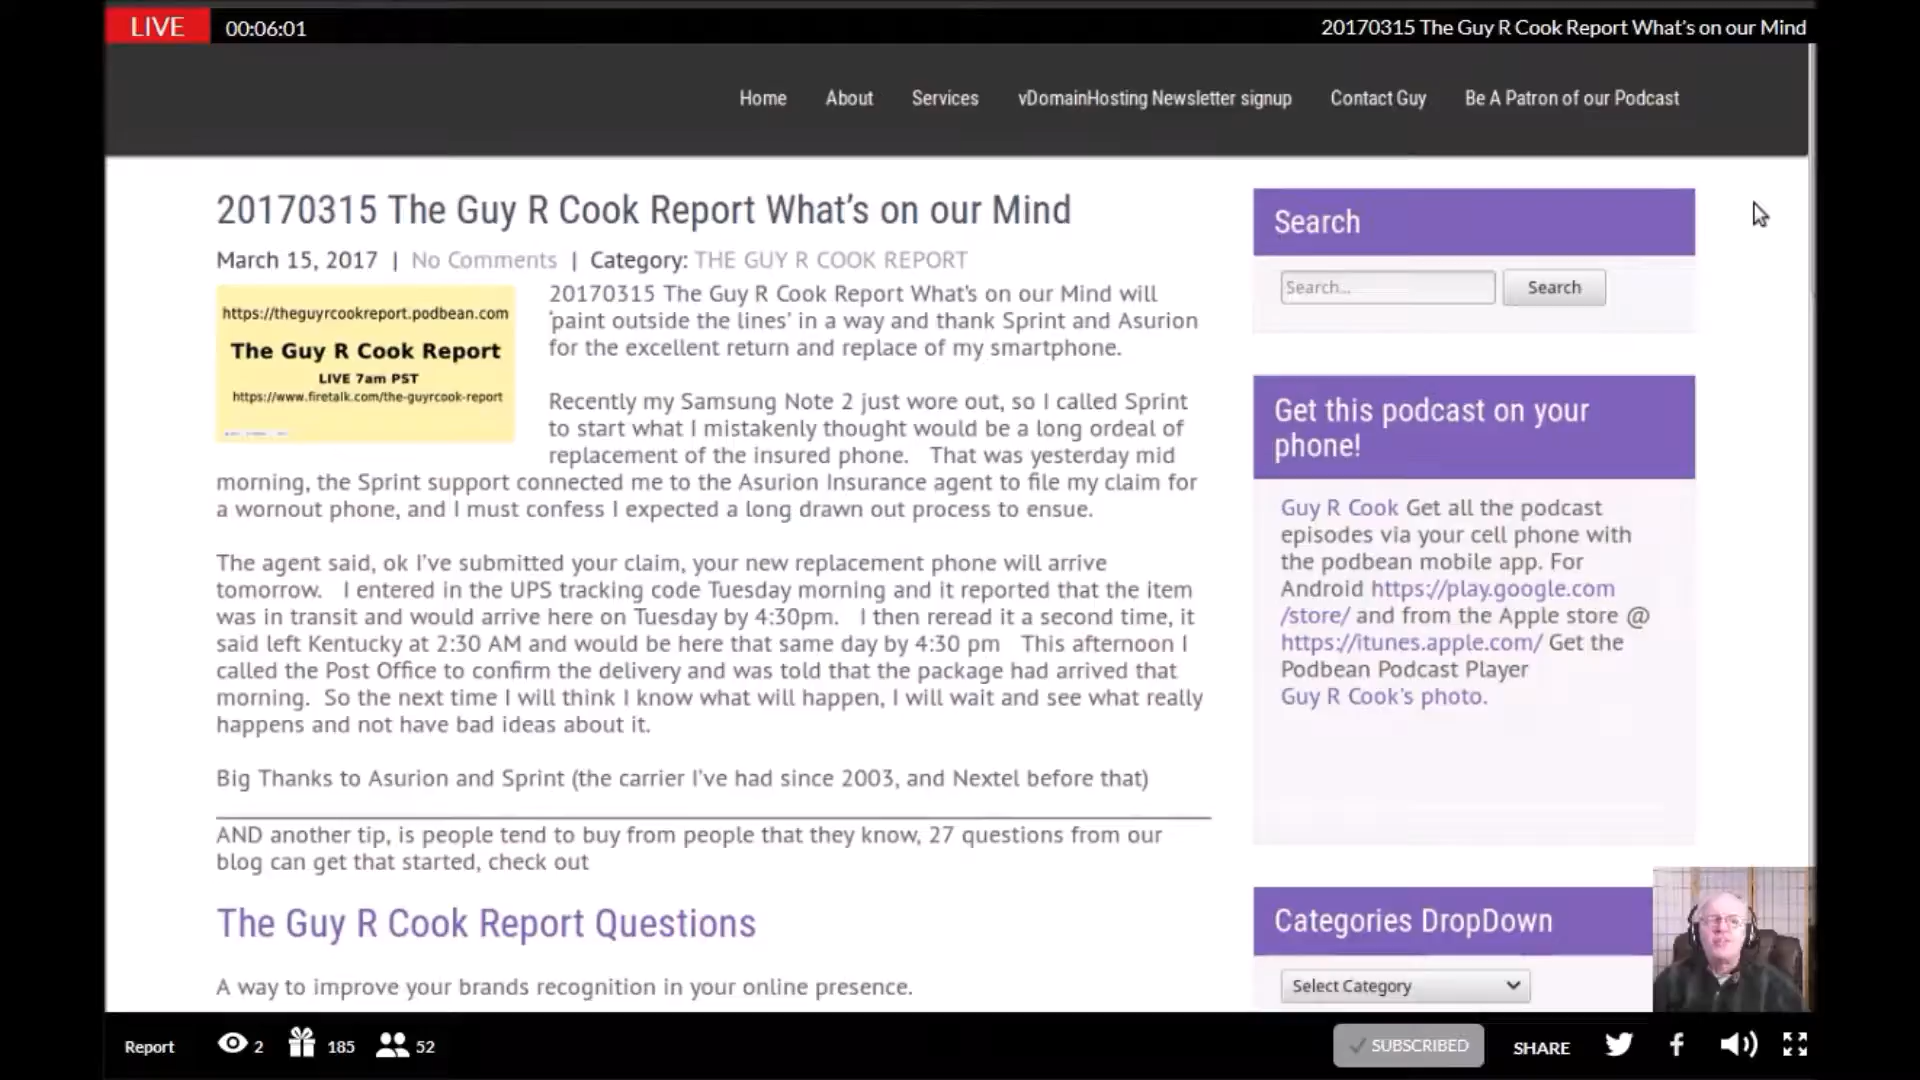 LIVE 00:06:01 20170315 The Guy R Cook Report What's on our Mind
Home About Services vDomainHosting Newsletter signup Contact Guy Be A Patron of our Podcast
20170315 The Guy R Cook Report What's on our Mind
March 15, 2017 | No Comments | Category: THE GUY R COOK REPORT
https://theguyrcookreport.podbean.com
The Guy R Cook Report
LIVE 7am PST
https://www.firetalk.com/the-guyrcook-report
20170315 The Guy R Cook Report What's on our Mind will
'paint outside the lines' in a way and thank Sprint and Asurion
for the excellent return and replace of my smartphone.
Recently my Samsung Note 2 just wore out, so I called Sprint
to start what I mistakenly thought would be a long ordeal of
replacement of the insured phone. That was yesterday mid
morning, the Sprint support connected me to the Asurion Insurance agent to file my claim for
a wornout phone, and I must confess I expected a long drawn out process to ensue.
The agent said, ok I've submitted your claim, your new replacement phone will arrive
tomorrow. I entered in the UPS tracking code Tuesday morning and it reported that the item
was in transit and would arrive here on Tuesday by 4:30pm. I then reread it a second time, it
said left Kentucky at 2:30 AM and would be here that same day by 4:30 pm This afternoon I
called the Post Office to confirm the delivery and was told that the package had arrived that
morning. So the next time I will think I know what will happen, I will wait and see what really
happens and not have bad ideas about it.
Big Thanks to Asurion and Sprint (the carrier I've had since 2003, and Nextel before that)
AND another tip, is people tend to buy from people that they know, 27 questions from our
blog can get that started, check out
The Guy R Cook Report Questions
A way to improve your brands recognition in your online presence.
Search
Search... Search
Get this podcast on your
phone!
Guy R Cook Get all the podcast
episodes via your cell phone with
the podbean mobile app. For
Android https://play.google.com
/store/ and from the Apple store @
https://itunes.apple.com/ Get the
Podbean Podcast Player
Guy R Cook's photo.
Categories DropDown
Select Category
Report 2 185 52 SUBSCRIBED SHARE